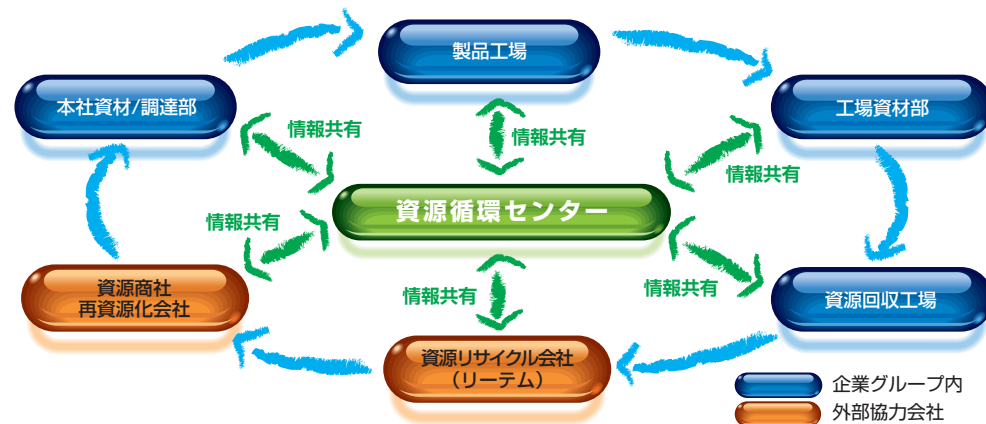 製品工場
本社資材/調達部
工場資材部
情報共有
情報共有
情報共有
資源循環センター
情報共有
情報共有
情報共有
資源商社
再資源化会社
資源回収工場
資源リサイクル会社
（リーテム）
企業グループ内
外部協力会社